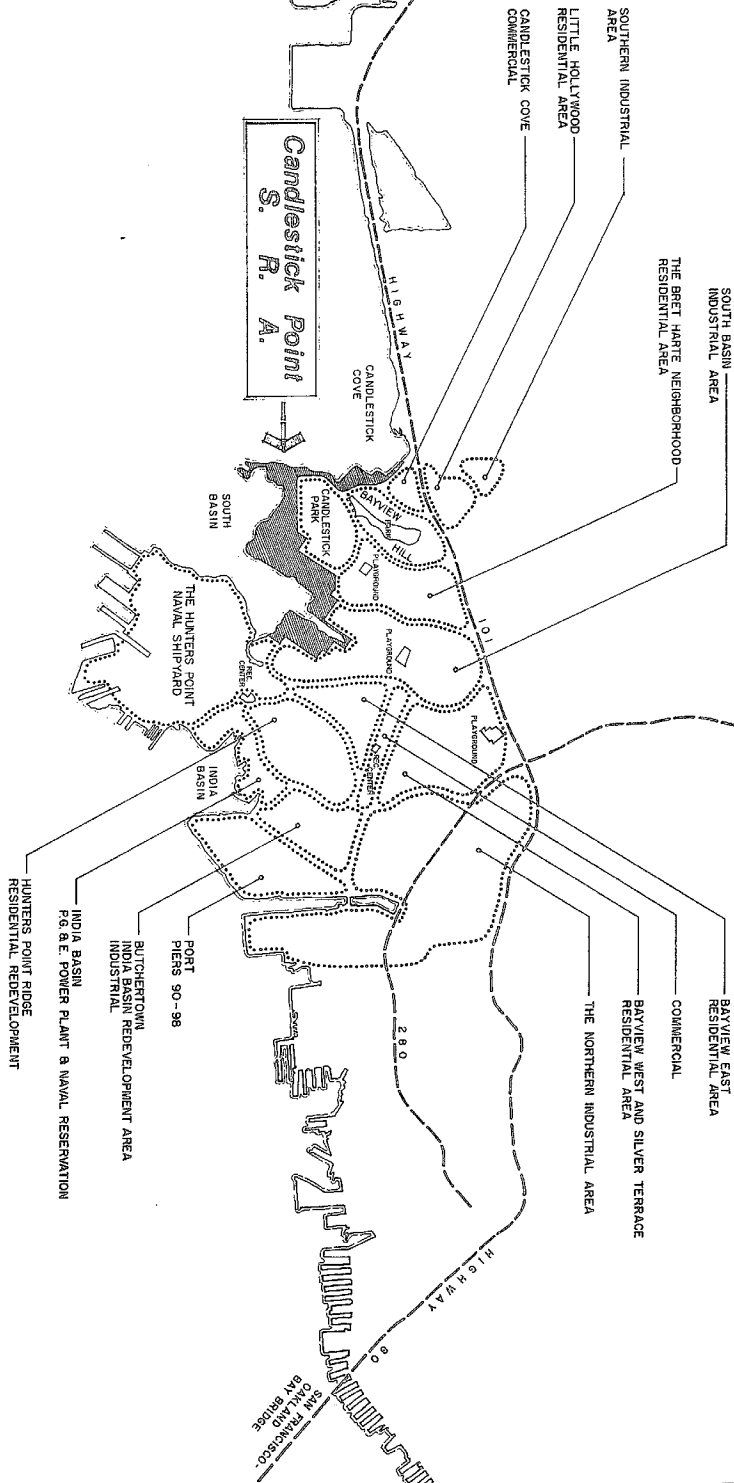 SOUTHERN INDUSTRIAL
AREA
LITTLE HOLLYWOOD
RESIDENTIAL AREA
CANDLESTICK COVE
COMMERCIAL
SOUTH BASIN
INDUSTRIAL AREA
THE BRET HARTE NEIGHBORHOOD
RESIDENTIAL AREA
BAYVIEW EAST
RESIDENTIAL AREA
COMMERCIAL
BAYVIEW WEST AND SILVER TERRACE
RESIDENTIAL AREA
THE NORTHERN INDUSTRIAL AREA
HIGHWAY
101
280
HIGHWAY
80
SAN FRANCISCO-
OAKLAND
BAY BRIDGE
CANDLESTICK
COVE
BAYVIEW
PARK
HILL
CANDLESTICK
PARK
PLAYGROUND
PLAYGROUND
PLAYGROUND
REC.
CENTER
REC.
CENTER
SOUTH
BASIN
THE HUNTERS POINT
NAVAL SHIPYARD
INDIA
BASIN
Candlestick Point
S. R. A.
PORT
PIERS 90-98
BUTCHERTOWN
INDIA BASIN REDEVELOPMENT AREA
INDUSTRIAL
INDIA BASIN
P.G. & E. POWER PLANT & NAVAL RESERVATION
HUNTERS POINT RIDGE
RESIDENTIAL REDEVELOPMENT